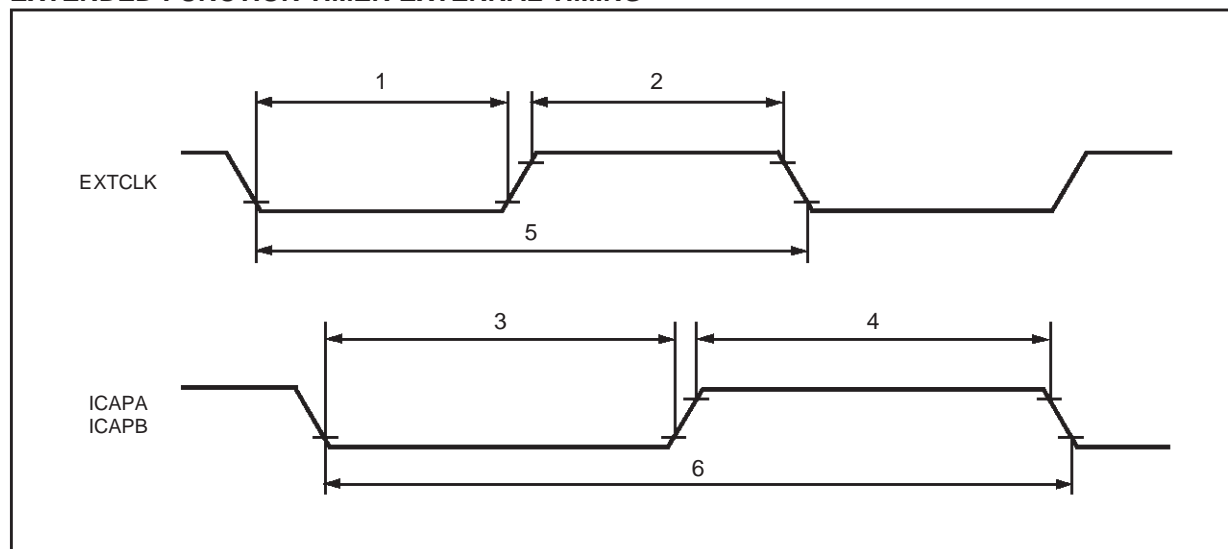 EXTENDED FUNCTION TIMER EXTERNAL TIMING
1
2
EXTCLK
5
3
4
ICAPA
ICAPB
6